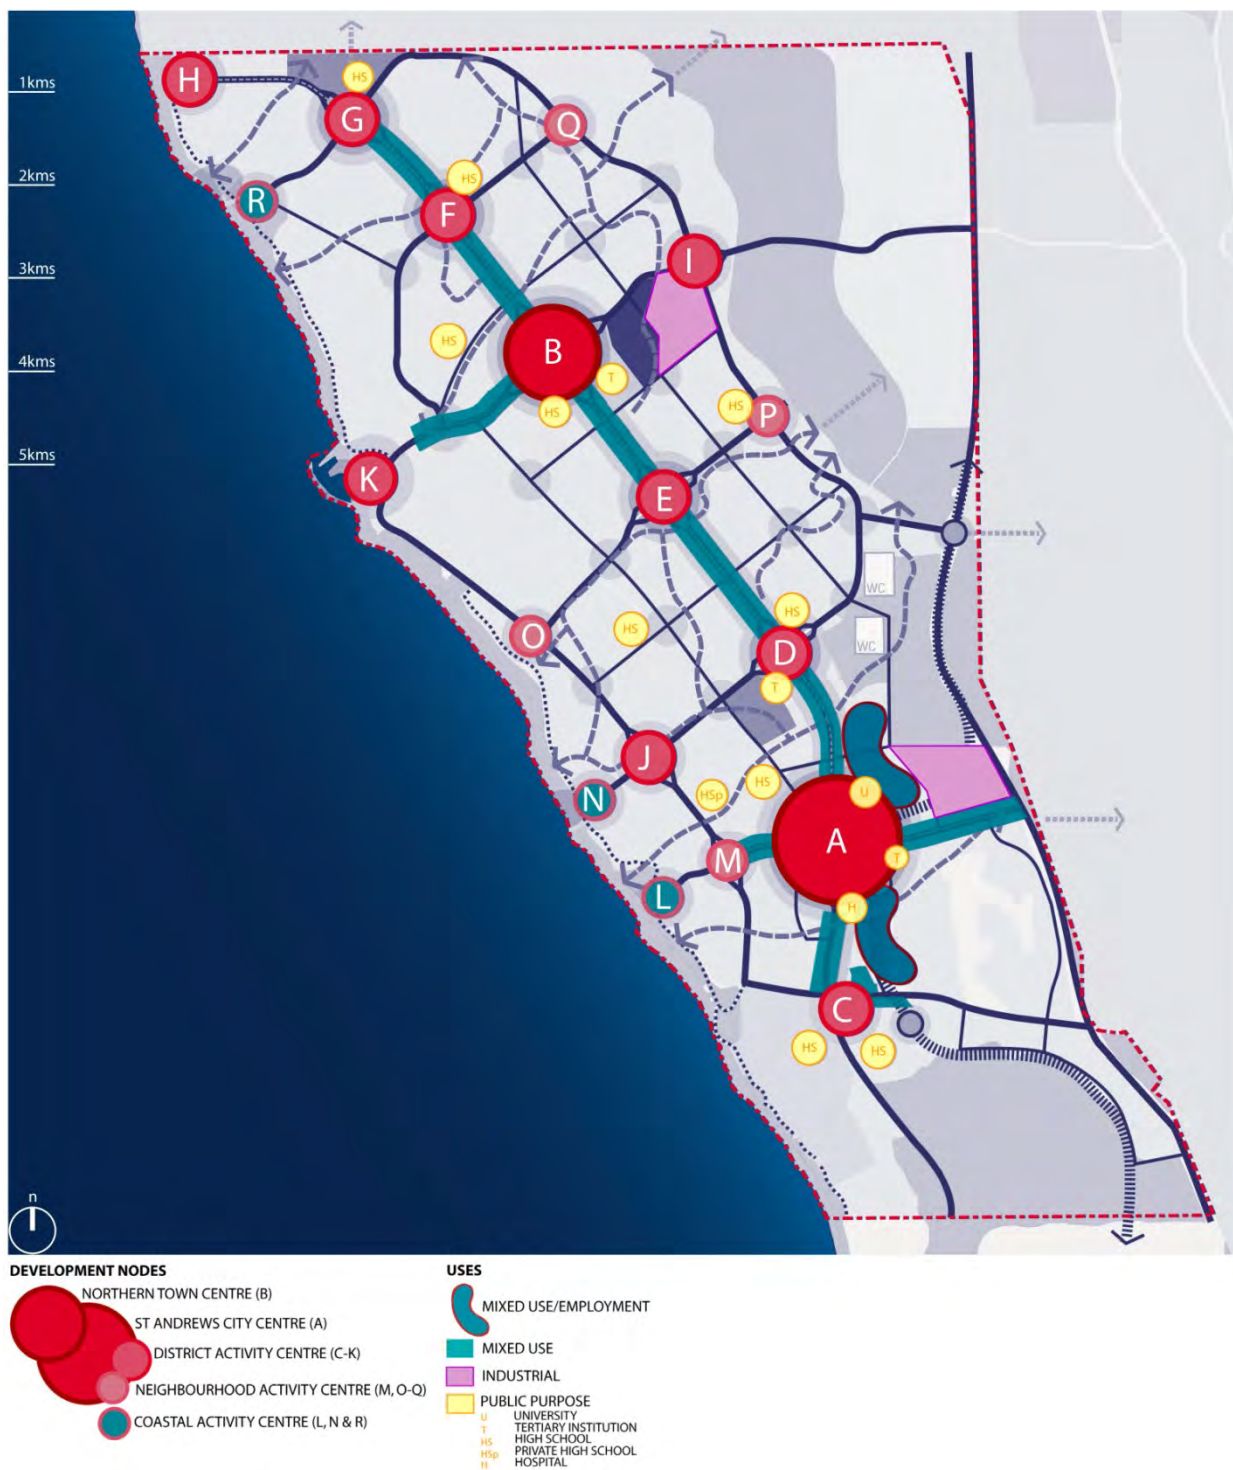 H
HS
1kms
G
Q
2kms
HS
R
F
I
3kms
HS
B
4kms
T
HS
HS
P
5kms
K
E
WC
HS
O
HS
WC
D
T
J
HSp
HS
U
N
A
M
T
L
H
C
HS
HS
n
DEVELOPMENT NODES
NORTHERN TOWN CENTRE (B)
ST ANDREWS CITY CENTRE (A)
DISTRICT ACTIVITY CENTRE (C-K)
NEIGHBOURHOOD ACTIVITY CENTRE (M, O-Q)
COASTAL ACTIVITY CENTRE (L, N & R)
USES
MIXED USE/EMPLOYMENT
MIXED USE
INDUSTRIAL
PUBLIC PURPOSE
U UNIVERSITY
T TERTIARY INSTITUTION
HS HIGH SCHOOL
HSp PRIVATE HIGH SCHOOL
H HOSPITAL